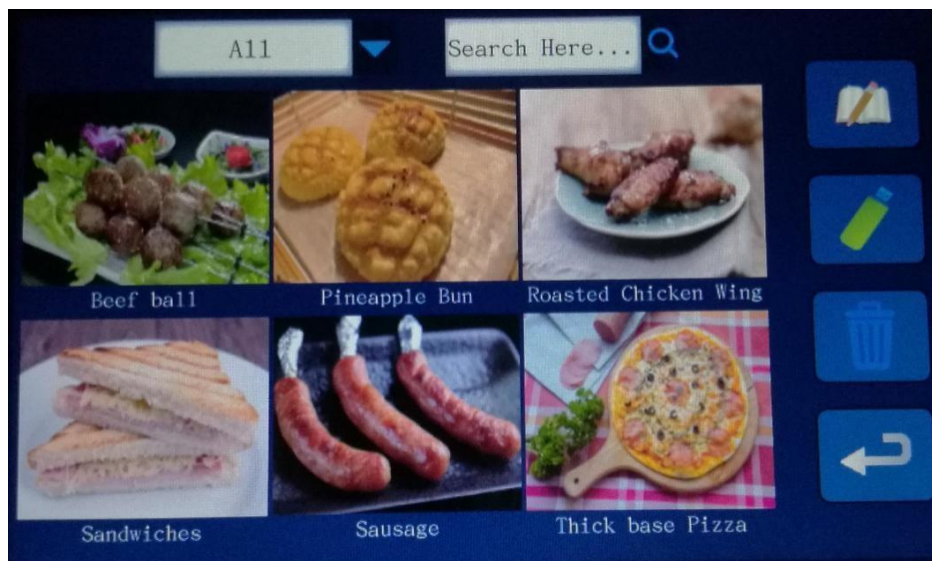 All
Search Here...
Beef ball
Pineapple Bun
Roasted Chicken Wing
Sandwiches
Sausage
Thick base Pizza